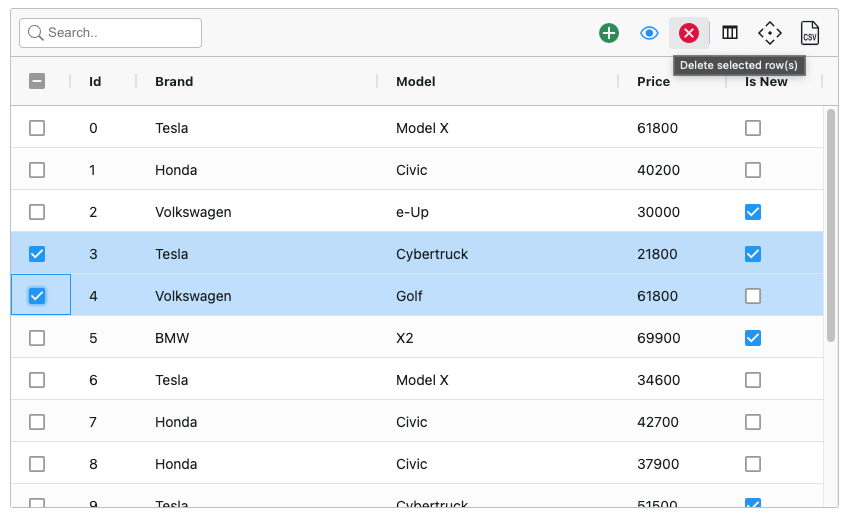 Search..
CSV
Delete selected row(s)
Id Brand Model Price Is New
0 Tesla Model X 61800
1 Honda Civic 40200
2 Volkswagen e-Up 30000
3 Tesla Cybertruck 21800
4 Volkswagen Golf 61800
5 BMW X2 69900
6 Tesla Model X 34600
7 Honda Civic 42700
8 Honda Civic 37900
9 Tesla Cybertruck 51500